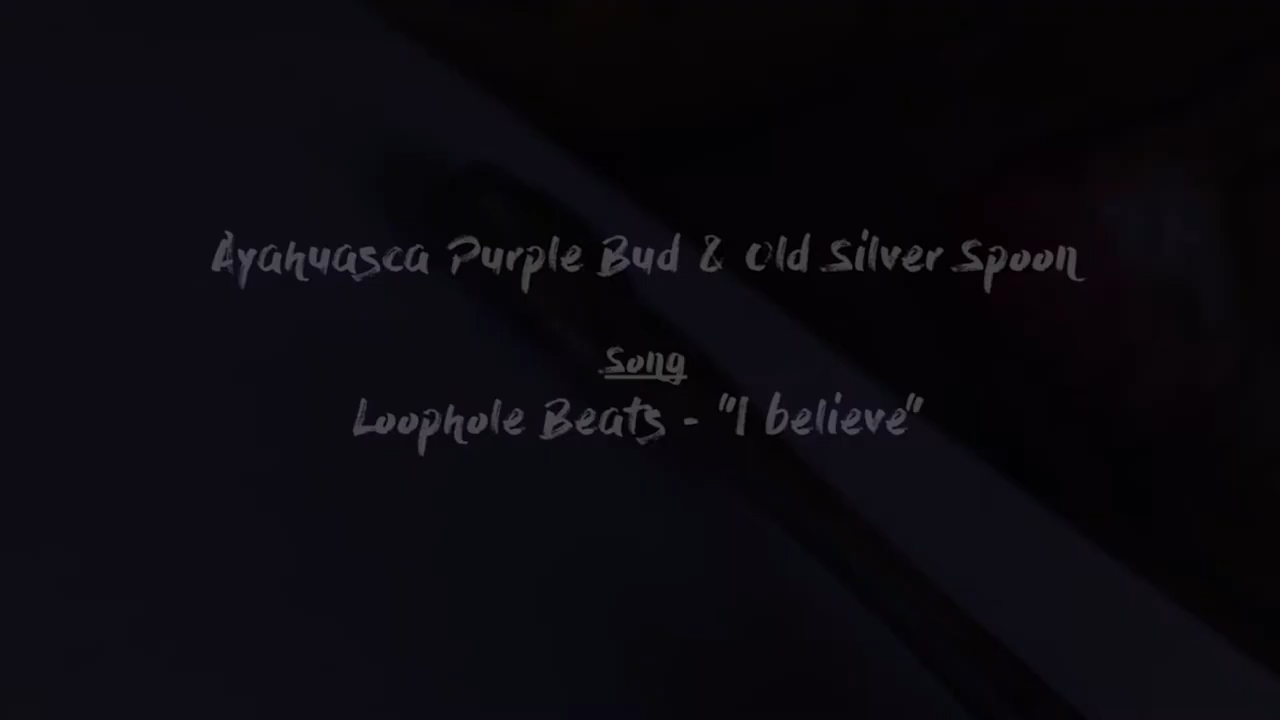 Ayahuasca Purple Bud & Old Silver Spoon
Song
Loophole Beats - "I believe"